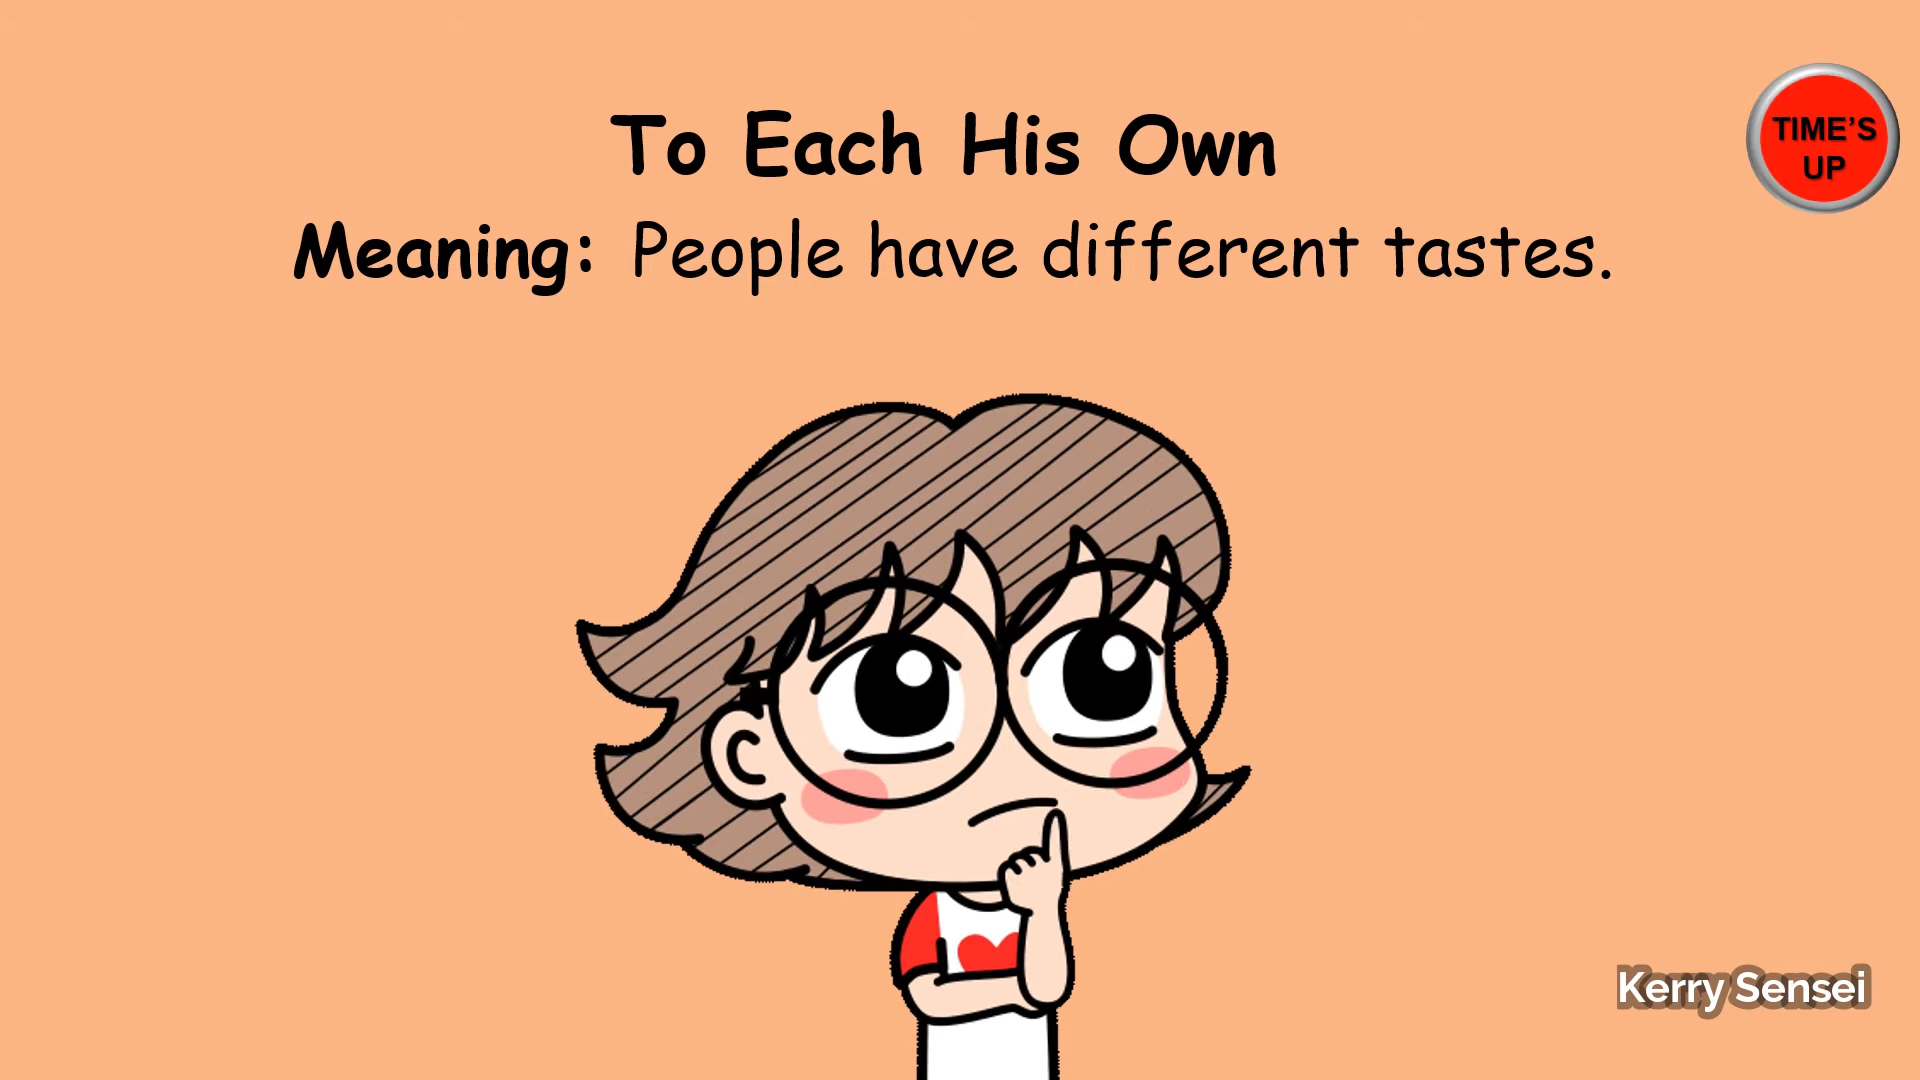 To Each His Own
TIME'S
UP
Meaning: People have different tastes.
Kerry Sensei